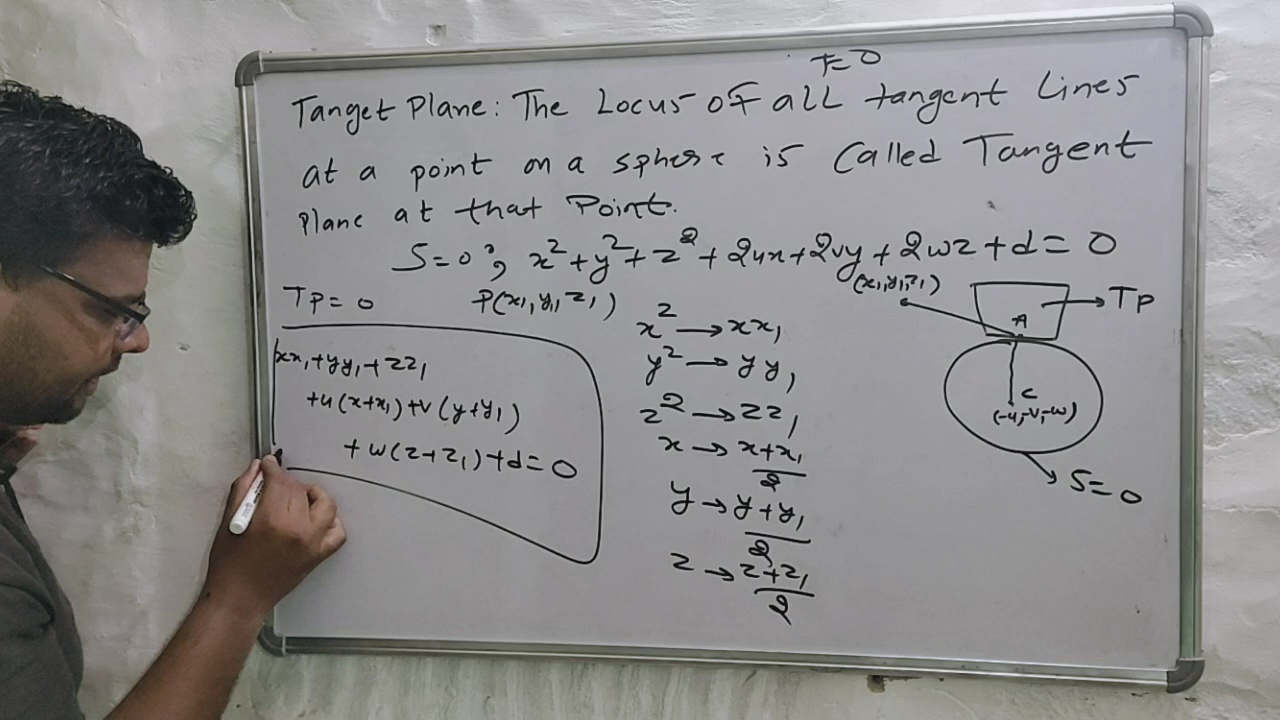 T=0
Tanget Plane: The Locus of all tangent Lines
at a point on a sphere is Called Tangent
Plane at that Point.
S=0; x²+y²+z²+2ux+2vy+2wz+d=0
TP=0
P(x₁,y₁,z₁)
xx₁+yy₁+zz₁
+u(x+x₁)+v(y+y₁)
+w(z+z₁)+d=0
x²→xx₁
y²→yy₁
z²→zz₁
x→x+x₁/2
y→y+y₁/2
z→z+z₁/2
(x₁,y₁,z₁)
TP
A
C
(-u,-v,-w)
S=0